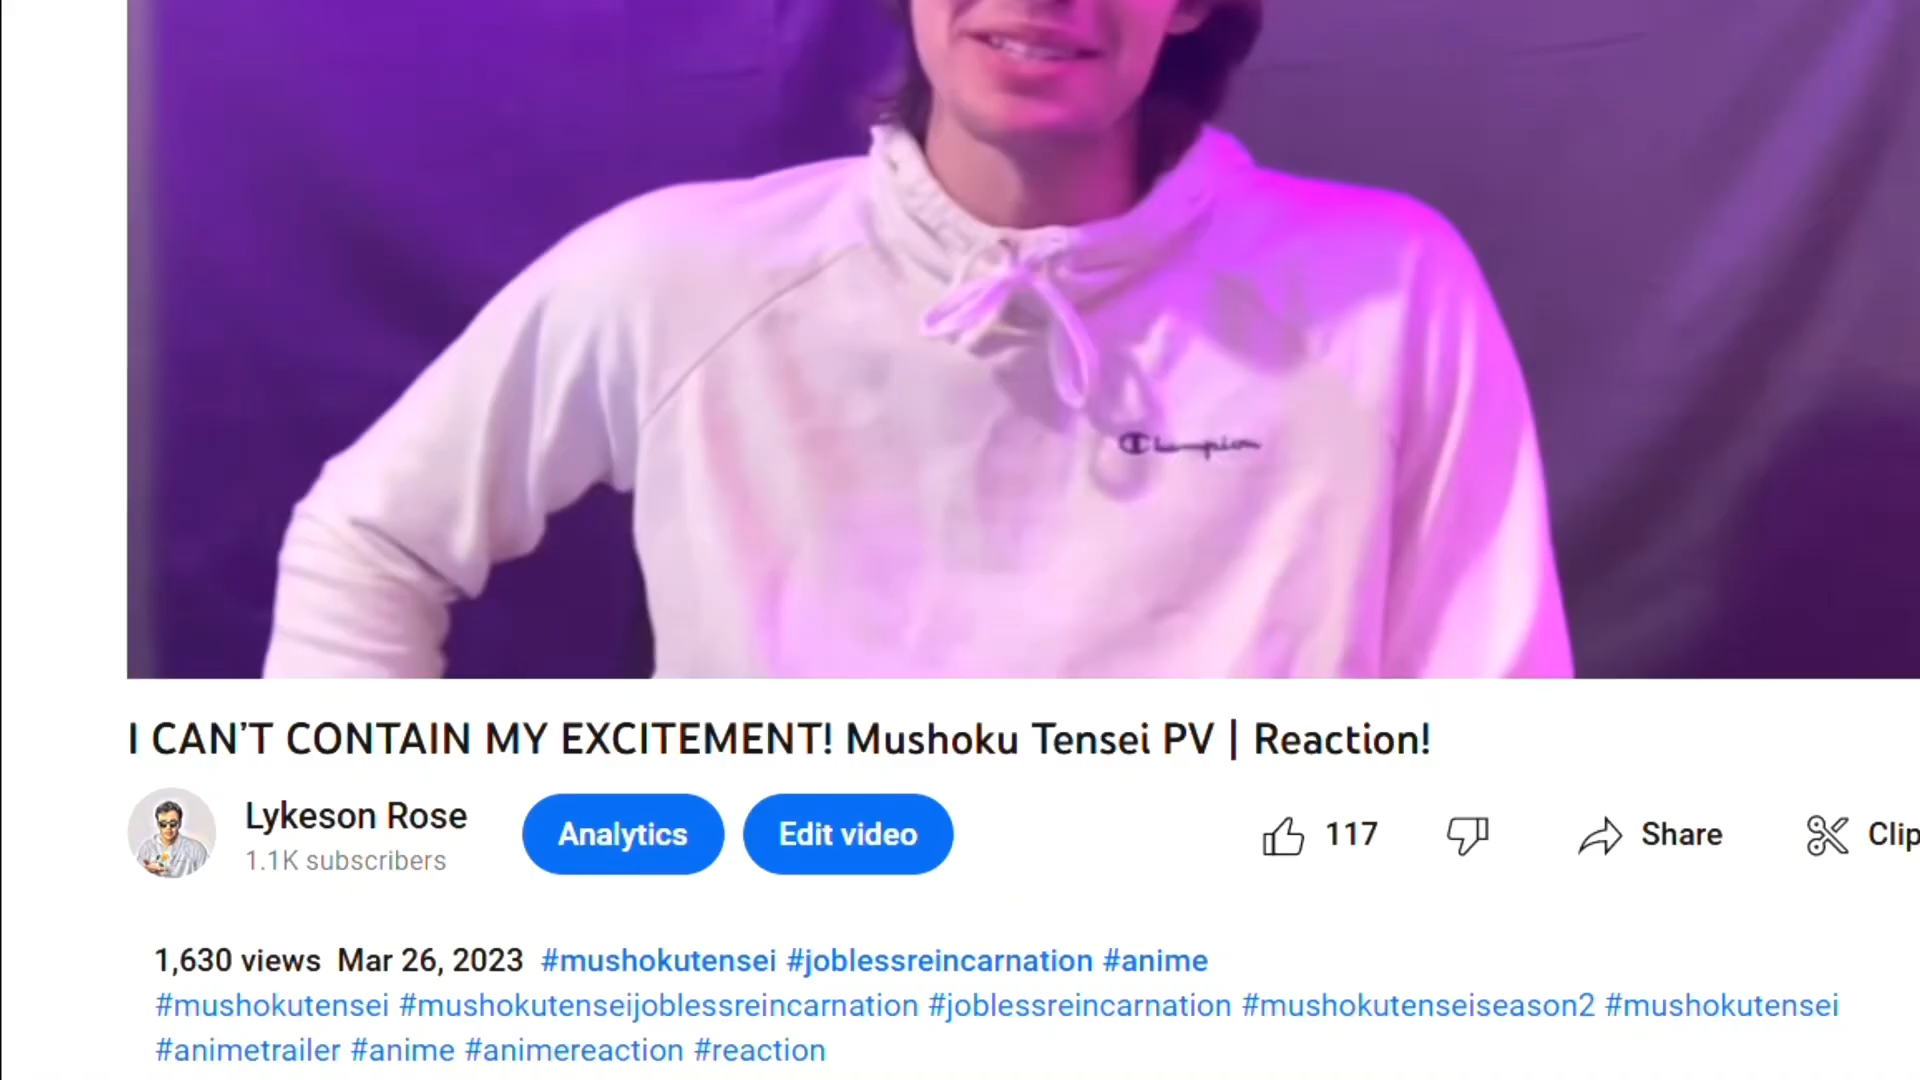 Champion
I CAN'T CONTAIN MY EXCITEMENT! Mushoku Tensei PV | Reaction!
Lykeson Rose
1.1K subscribers
Analytics
Edit video
117
Share
Clip
1,630 views Mar 26, 2023 #mushokutensei #joblessreincarnation #anime
#mushokutensei #mushokutenseijoblessreincarnation #joblessreincarnation #mushokutenseiseason2 #mushokutensei
#animetrailer #anime #animereaction #reaction